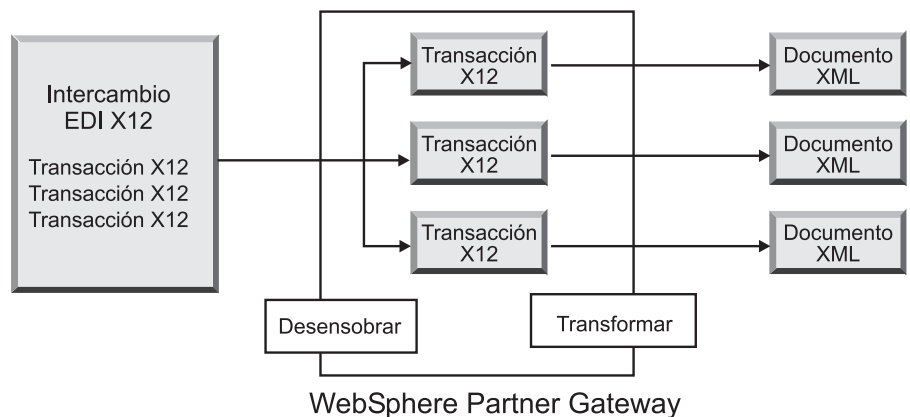 Intercambio
EDI X12
Transacción X12
Transacción X12
Transacción X12
Transacción
X12
Transacción
X12
Transacción
X12
Documento
XML
Documento
XML
Documento
XML
Desensobrar
Transformar
WebSphere Partner Gateway